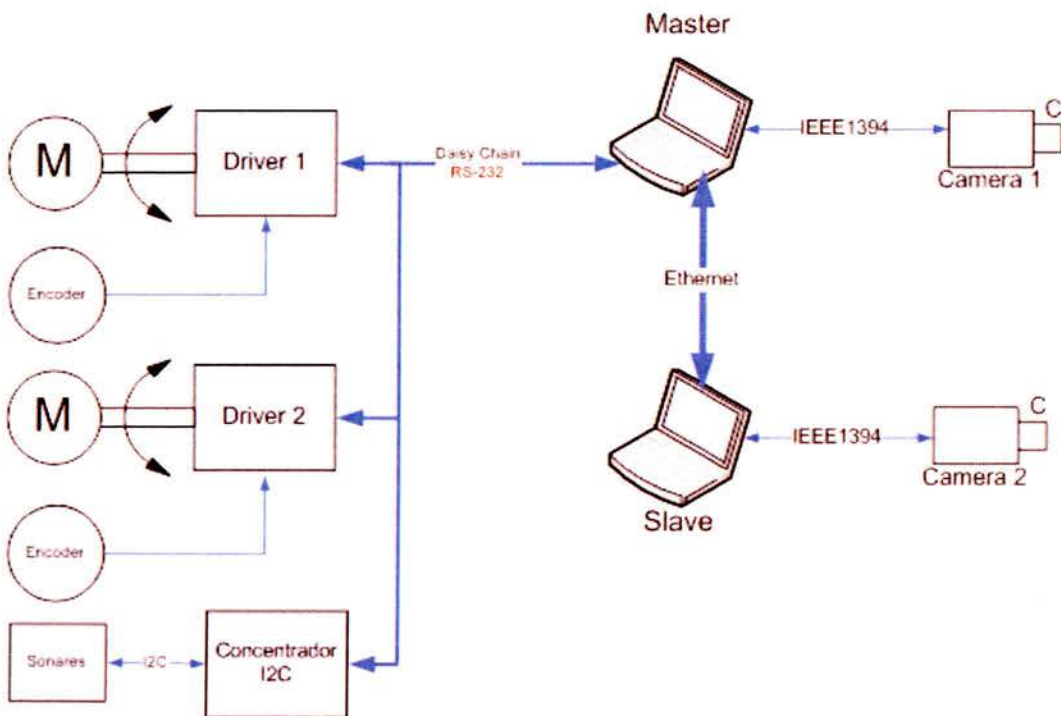 Master
M
Driver 1
Daisy Chain
RS-232
IEEE1394
C
Camera 1
Encoder
Ethernet
M
Driver 2
IEEE1394
C
Camera 2
Encoder
Slave
Sonares
I2C
Concentrador
I2C